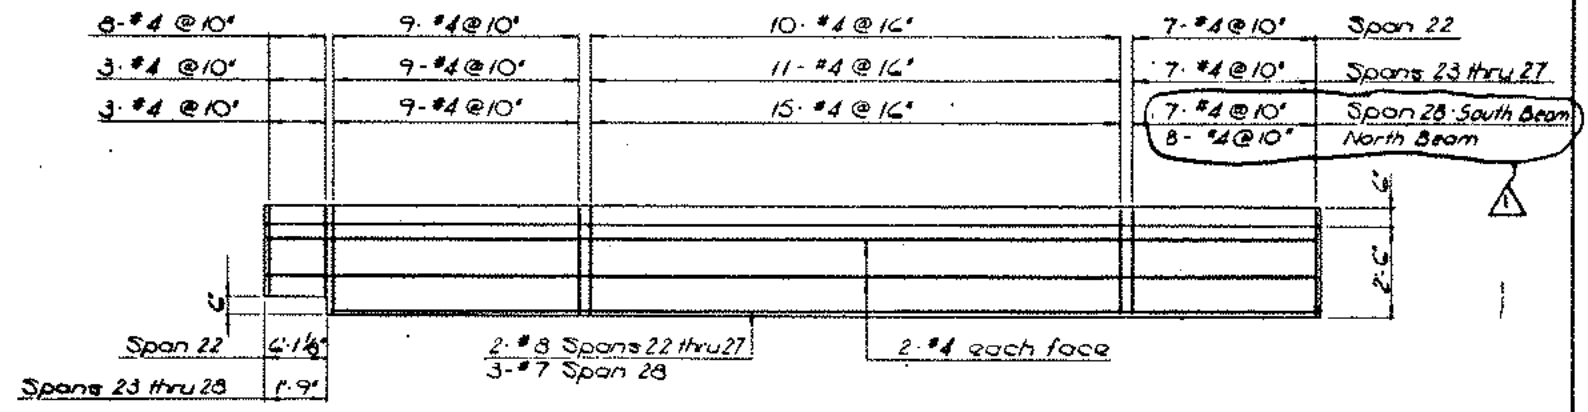 8-#4 @10" 9-#4@10" 10-#4@16" 7-#4@10" Span 22
3-#4 @10" 9-#4@10" 11-#4@16" 7-#4@10" Spans 23 thru 27
3-#4 @10" 9-#4@10" 15-#4@16" 7-#4@10" Span 28-South Beam
8-#4@10" North Beam
1
6"
2'-6"
6"
Span 22
2-#8 Spans 22 thru 27
2-#4 each face
3-#7 Span 28
Spans 23 thru 28 1'-9"